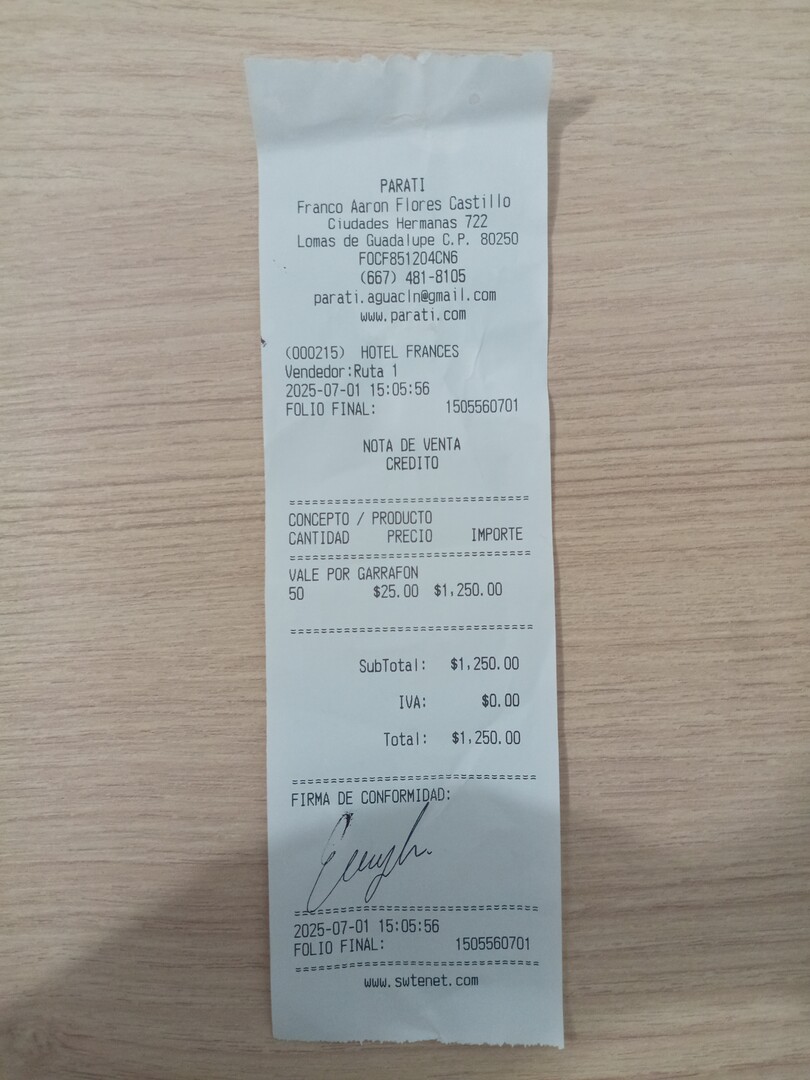 PARATI
Franco Aaron Flores Castillo
Ciudades Hermanas 722
Lomas de Guadalupe C.P. 80250
FOCF851204CN6
(667) 481-8105
parati.aguacln@gmail.com
www.parati.com
(000215) HOTEL FRANCES
Vendedor:Ruta 1
2025-07-01 15:05:56
FOLIO FINAL: 1505560701
NOTA DE VENTA
CREDITO
================================
CONCEPTO / PRODUCTO
CANTIDAD PRECIO IMPORTE
================================
VALE POR GARRAFON
50 $25.00 $1,250.00
================================
SubTotal: $1,250.00
IVA: $0.00
Total: $1,250.00
================================
FIRMA DE CONFORMIDAD:
================================
2025-07-01 15:05:56
FOLIO FINAL: 1505560701
================================
www.swtenet.com